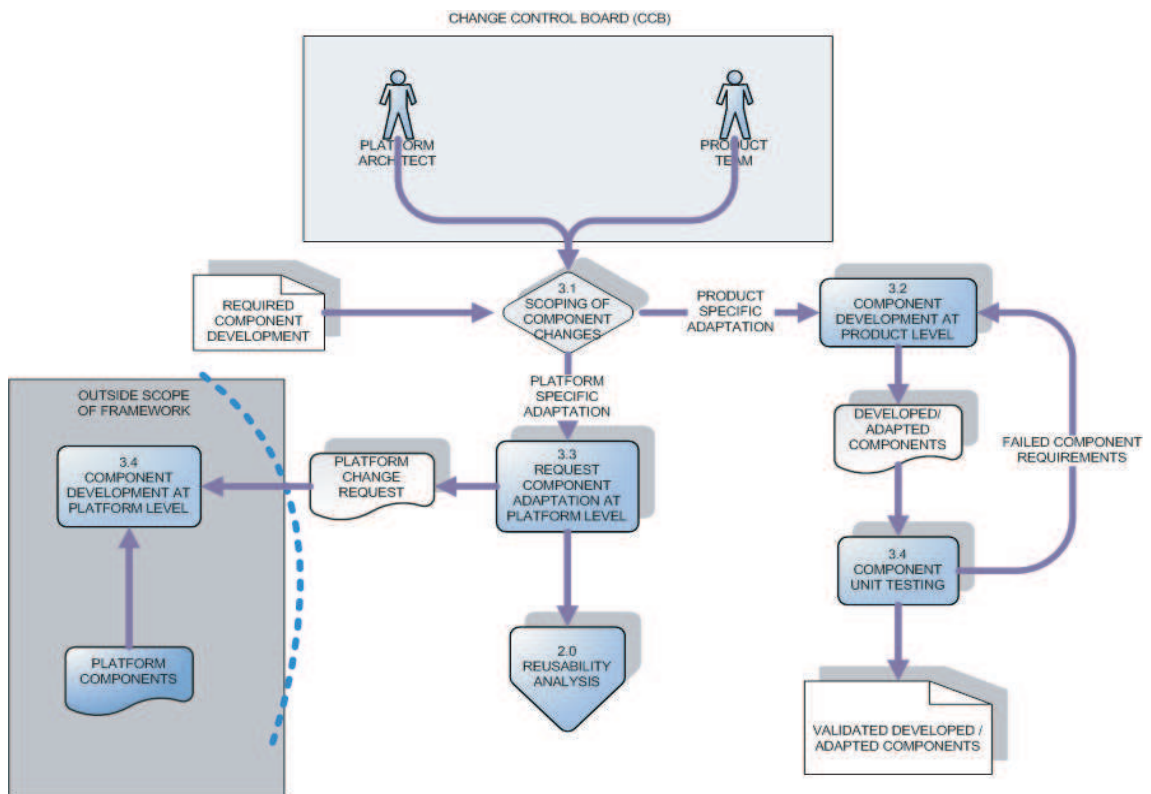 CHANGE CONTROL BOARD (CCB)
PLATFORM
ARCHITECT
PRODUCT
TEAM
REQUIRED
COMPONENT
DEVELOPMENT
3.1
SCOPING OF
COMPONENT
CHANGES
PRODUCT
SPECIFIC
ADAPTATION
3.2
COMPONENT
DEVELOPMENT AT
PRODUCT LEVEL
PLATFORM
SPECIFIC
ADAPTATION
OUTSIDE SCOPE
OF FRAMEWORK
3.4
COMPONENT
DEVELOPMENT AT
PLATFORM LEVEL
PLATFORM
CHANGE
REQUEST
3.3
REQUEST
COMPONENT
ADAPTATION AT
PLATFORM LEVEL
DEVELOPED/
ADAPTED
COMPONENTS
FAILED COMPONENT
REQUIREMENTS
3.4
COMPONENT
UNIT TESTING
PLATFORM
COMPONENTS
2.0
REUSABILITY
ANALYSIS
VALIDATED DEVELOPED /
ADAPTED COMPONENTS